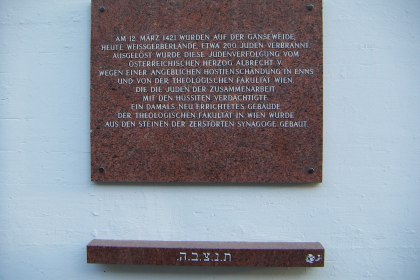 AM 12. MÄRZ 1421 WURDEN AUF DER GÄNSEWEIDE,
HEUTE WEISSGERBERLÄNDE, ETWA 200 JUDEN VERBRANNT.
AUSGELÖST WURDE DIESE JUDENVERFOLGUNG VOM
ÖSTERREICHISCHEN HERZOG ALBRECHT V.
WEGEN EINER ANGEBLICHEN HOSTIENSCHÄNDUNG IN ENNS
UND VON DER THEOLOGISCHEN FAKULTÄT WIEN,
DIE DIE JUDEN DER ZUSAMMENARBEIT
MIT DEN HUSSITEN VERDÄCHTIGTE.
EIN DAMALS NEU ERRICHTETES GEBÄUDE
DER THEOLOGISCHEN FAKULTÄT IN WIEN WURDE
AUS DEN STEINEN DER ZERSTÖRTEN SYNAGOGE GEBAUT.
ת.נ.צ.ב.ה.